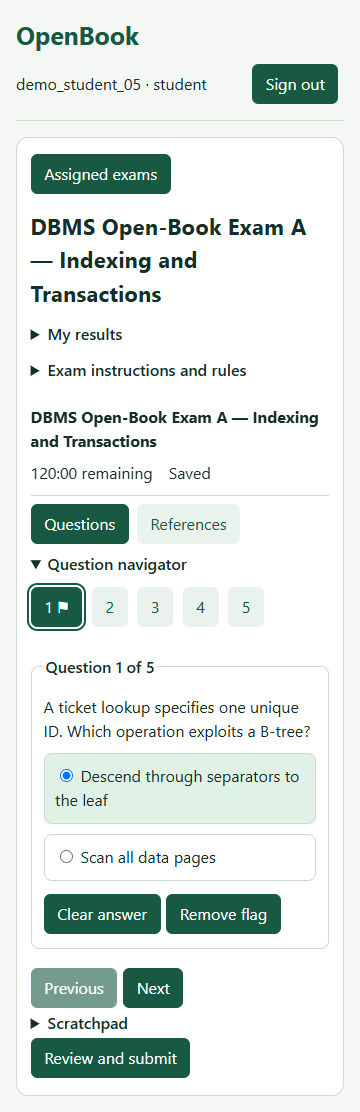 OpenBook
demo_student_05 · student
Sign out
Assigned exams
DBMS Open-Book Exam A
— Indexing and
Transactions
▶ My results
▶ Exam instructions and rules
DBMS Open-Book Exam A — Indexing
and Transactions
120:00 remaining Saved
Questions References
▼ Question navigator
1 ⚑ 2 3 4 5
Question 1 of 5
A ticket lookup specifies one unique
ID. Which operation exploits a B-tree?
Descend through separators to
the leaf
Scan all data pages
Clear answer Remove flag
Previous Next
▶ Scratchpad
Review and submit